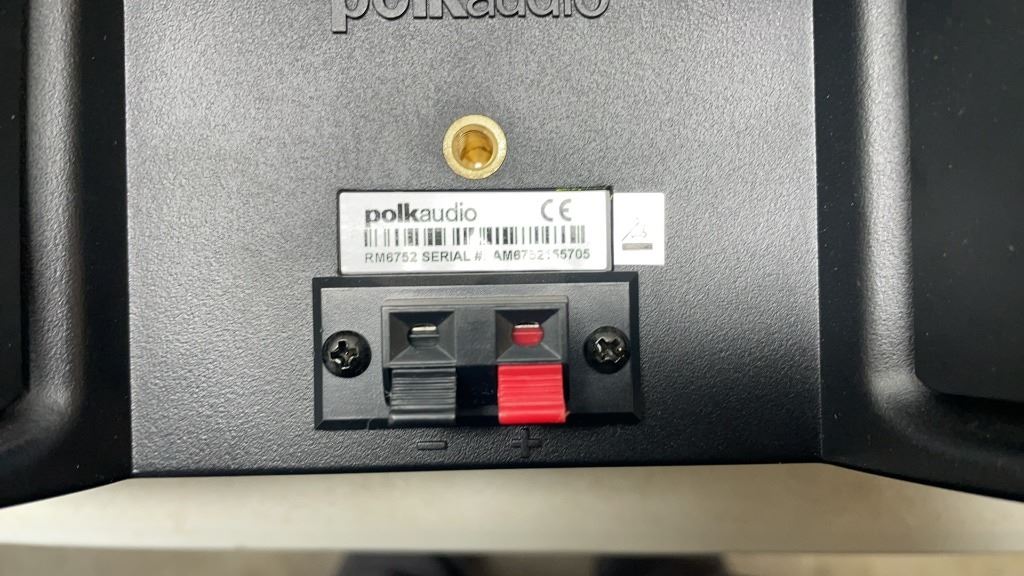 polkaudio
polkaudio CE
RM6752 SERIAL #:
− +